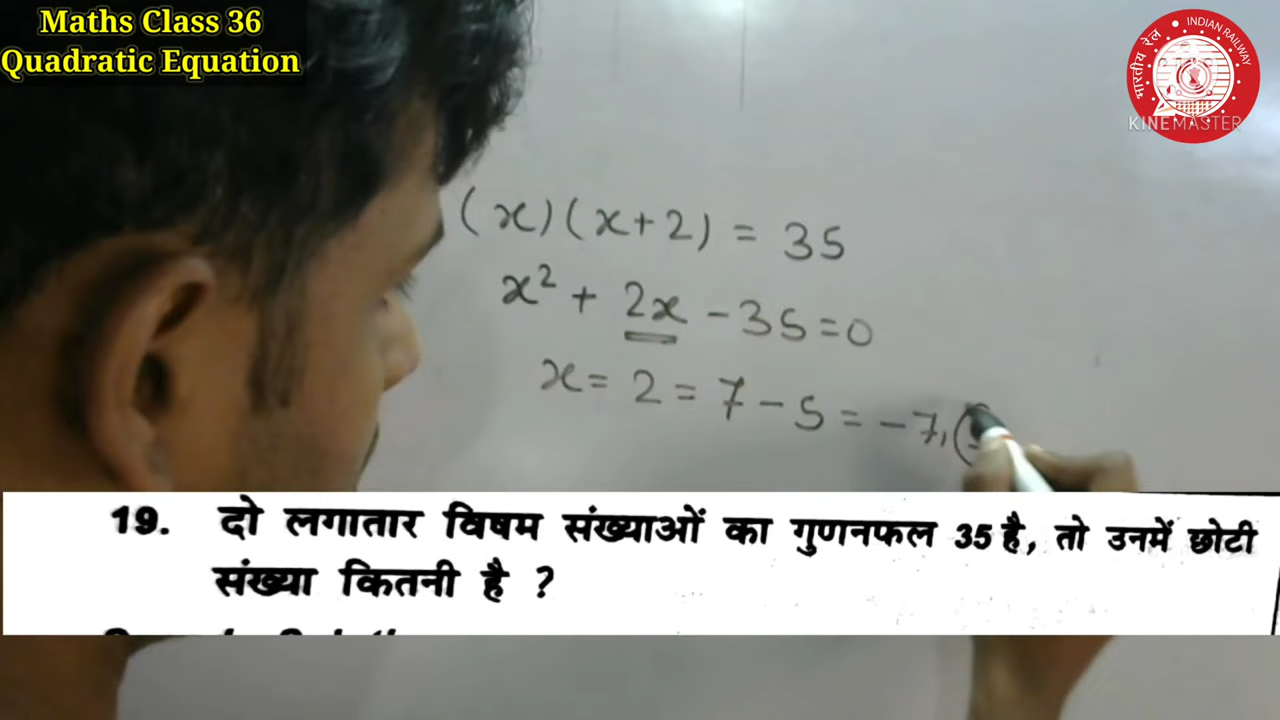 Maths Class 36
Quadratic Equation
भारतीय रेल
INDIAN RAILWAY
KINEMASTER
(x)(x+2) = 35
x² + 2x - 35 = 0
x = 2 = 7 - 5 = -7, (5
19. दो लगातार विषम संख्याओं का गुणनफल 35 है, तो उनमें छोटी
संख्या कितनी है ?